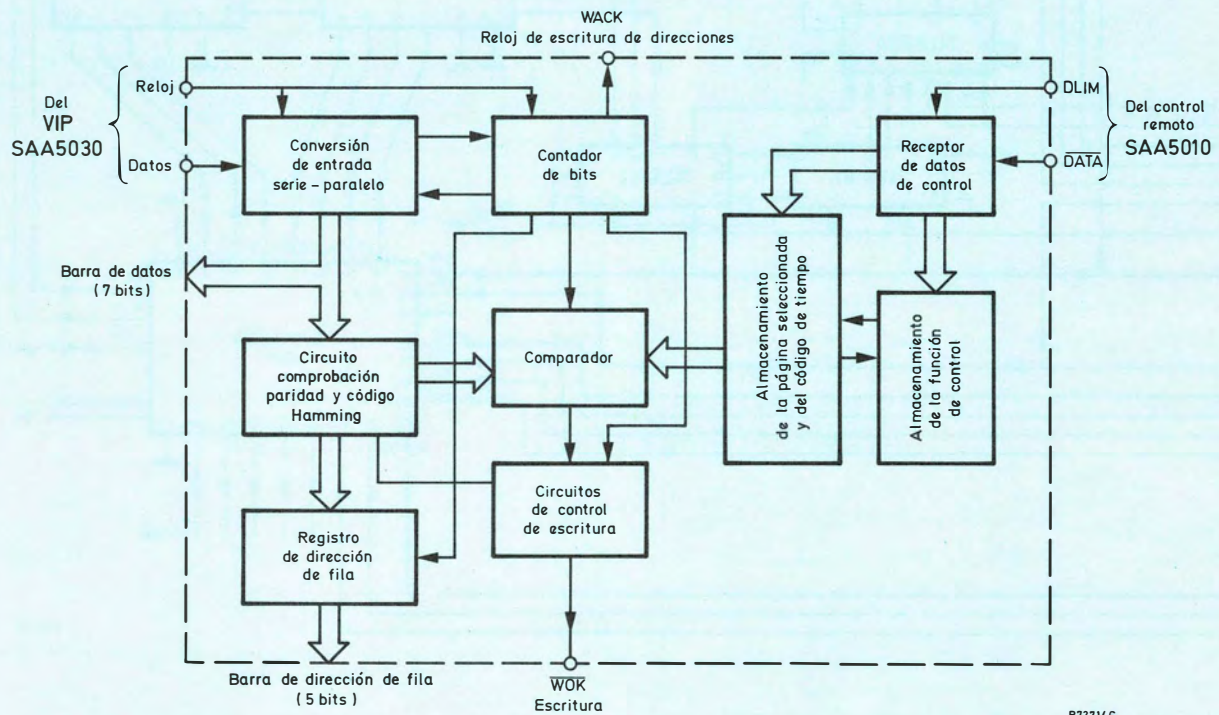 WACK
Reloj de escritura de direcciones
Reloj
Del
VIP
SAA5030
Datos
Conversión
de entrada
serie - paralelo
Contador
de bits
Receptor
de datos
de control
DLIM
DATA
Del control
remoto
SAA5010
Barra de datos
(7 bits)
Circuito
comprobación
paridad y código
Hamming
Comparador
Almacenamiento
de la página seleccionada
y del código de tiempo
Almacenamiento
de la función
de control
Registro
de dirección
de fila
Circuitos
de control
de escritura
Barra de dirección de fila
(5 bits)
WOK
Escritura